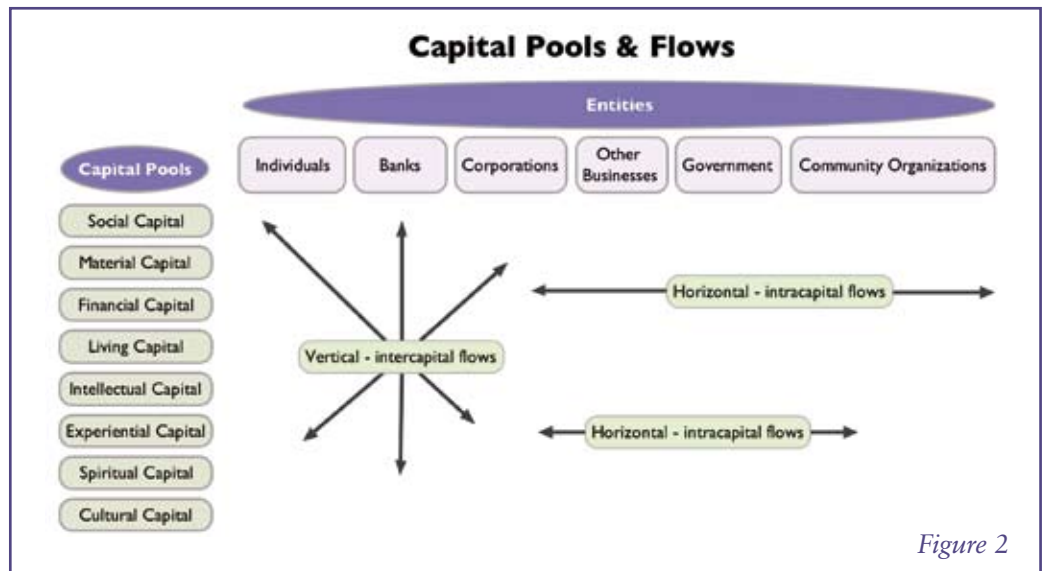 Capital Pools & Flows
Entities
Capital Pools
Individuals
Banks
Corporations
Other
Businesses
Government
Community Organizations
Social Capital
Material Capital
Financial Capital
Living Capital
Intellectual Capital
Experiential Capital
Spiritual Capital
Cultural Capital
Vertical - intercapital flows
Horizontal - intracapital flows
Horizontal - intracapital flows
Figure 2